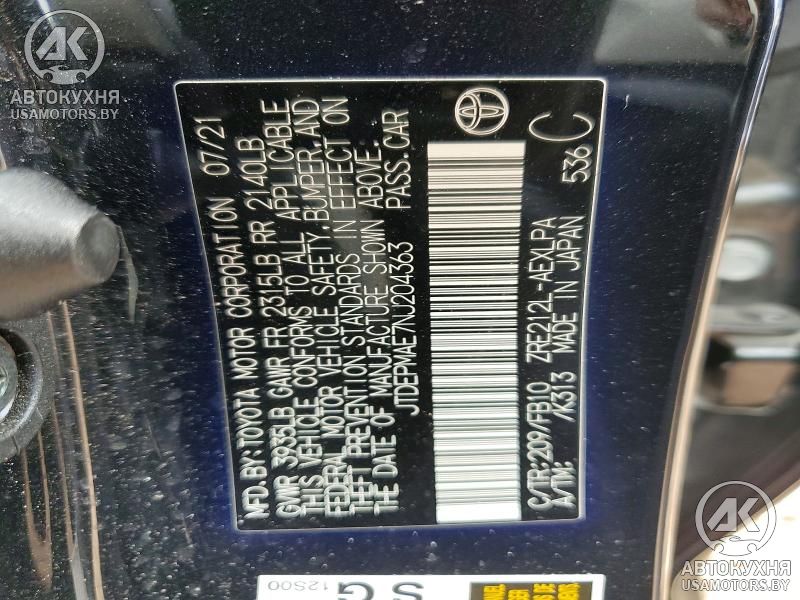 MFD.BY:TOYOTA MOTOR CORPORATION 07/21
GVWR 3935LB GAWR FR 2315LB RR 2140LB
THIS VEHICLE CONFORMS TO ALL APPLICABLE
FEDERAL MOTOR VEHICLE SAFETY, BUMPER, AND
THEFT PREVENTION STANDARDS IN EFFECT ON
THE DATE OF MANUFACTURE SHOWN ABOVE.
JTDEPMAE7NJ204363 PASS.CAR
S/TR:209/FB10 ZRE212L-AEXLPA 536 C
A/TM: /K313 MADE IN JAPAN
12S00
AK
АВТОКУХНЯ
USAMOTORS.BY
AK
АВТОКУХНЯ
USAMOTORS.BY